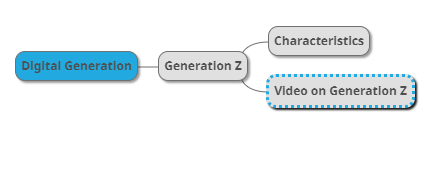 Digital Generation
Generation Z
Characteristics
Video on Generation Z